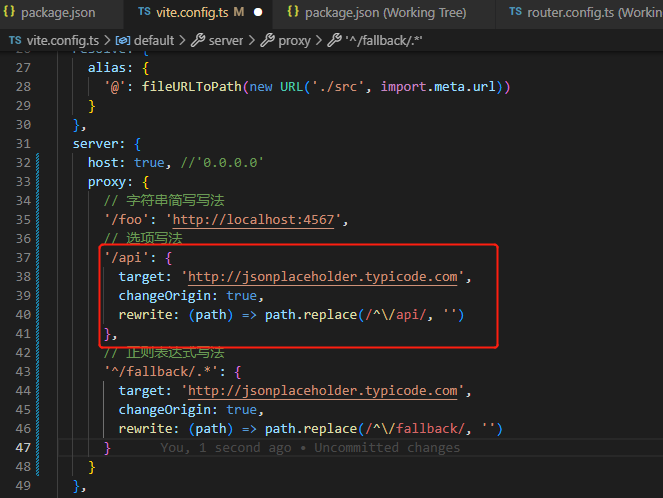 package.json
TS vite.config.ts M
package.json (Working Tree)
TS router.config.ts (Working
TS vite.config.ts > default > server > proxy > '^/fallback/.*'
27 alias: {
28 '@': fileURLToPath(new URL('./src', import.meta.url))
29 }
30 },
31 server: {
32 host: true, //'0.0.0.0'
33 proxy: {
34 // 字符串简写写法
35 '/foo': 'http://localhost:4567',
36 // 选项写法
37 '/api': {
38 target: 'http://jsonplaceholder.typicode.com',
39 changeOrigin: true,
40 rewrite: (path) => path.replace(/^\/api/, '')
41 },
42 // 正则表达式写法
43 '^/fallback/.*': {
44 target: 'http://jsonplaceholder.typicode.com',
45 changeOrigin: true,
46 rewrite: (path) => path.replace(/^\/fallback/, '')
47 } You, 1 second ago • Uncommitted changes
48 }
49 },